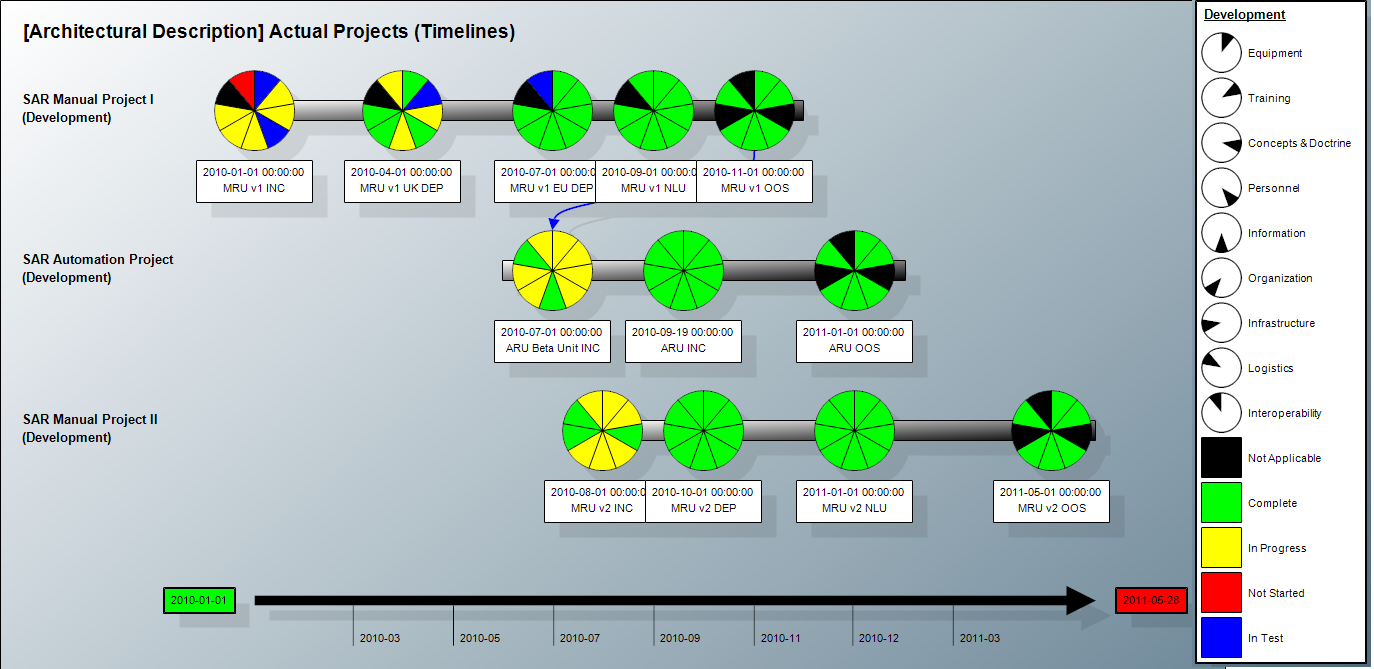 [Architectural Description] Actual Projects (Timelines)
SAR Manual Project I
(Development)
2010-01-01 00:00:00
MRU v1 INC
2010-04-01 00:00:00
MRU v1 UK DEP
2010-07-01 00:00:0
MRU v1 EU DEP
2010-09-01 00:00:0
MRU v1 NLU
2010-11-01 00:00:00
MRU v1 OOS
SAR Automation Project
(Development)
2010-07-01 00:00:00
ARU Beta Unit INC
2010-09-19 00:00:00
ARU INC
2011-01-01 00:00:00
ARU OOS
SAR Manual Project II
(Development)
2010-08-01 00:00:0
MRU v2 INC
2010-10-01 00:00:00
MRU v2 DEP
2011-01-01 00:00:00
MRU v2 NLU
2011-05-01 00:00:00
MRU v2 OOS
2010-01-01
2011-05-28
2010-03
2010-05
2010-07
2010-09
2010-11
2010-12
2011-03
Development
Equipment
Training
Concepts & Doctrine
Personnel
Information
Organization
Infrastructure
Logistics
Interoperability
Not Applicable
Complete
In Progress
Not Started
In Test